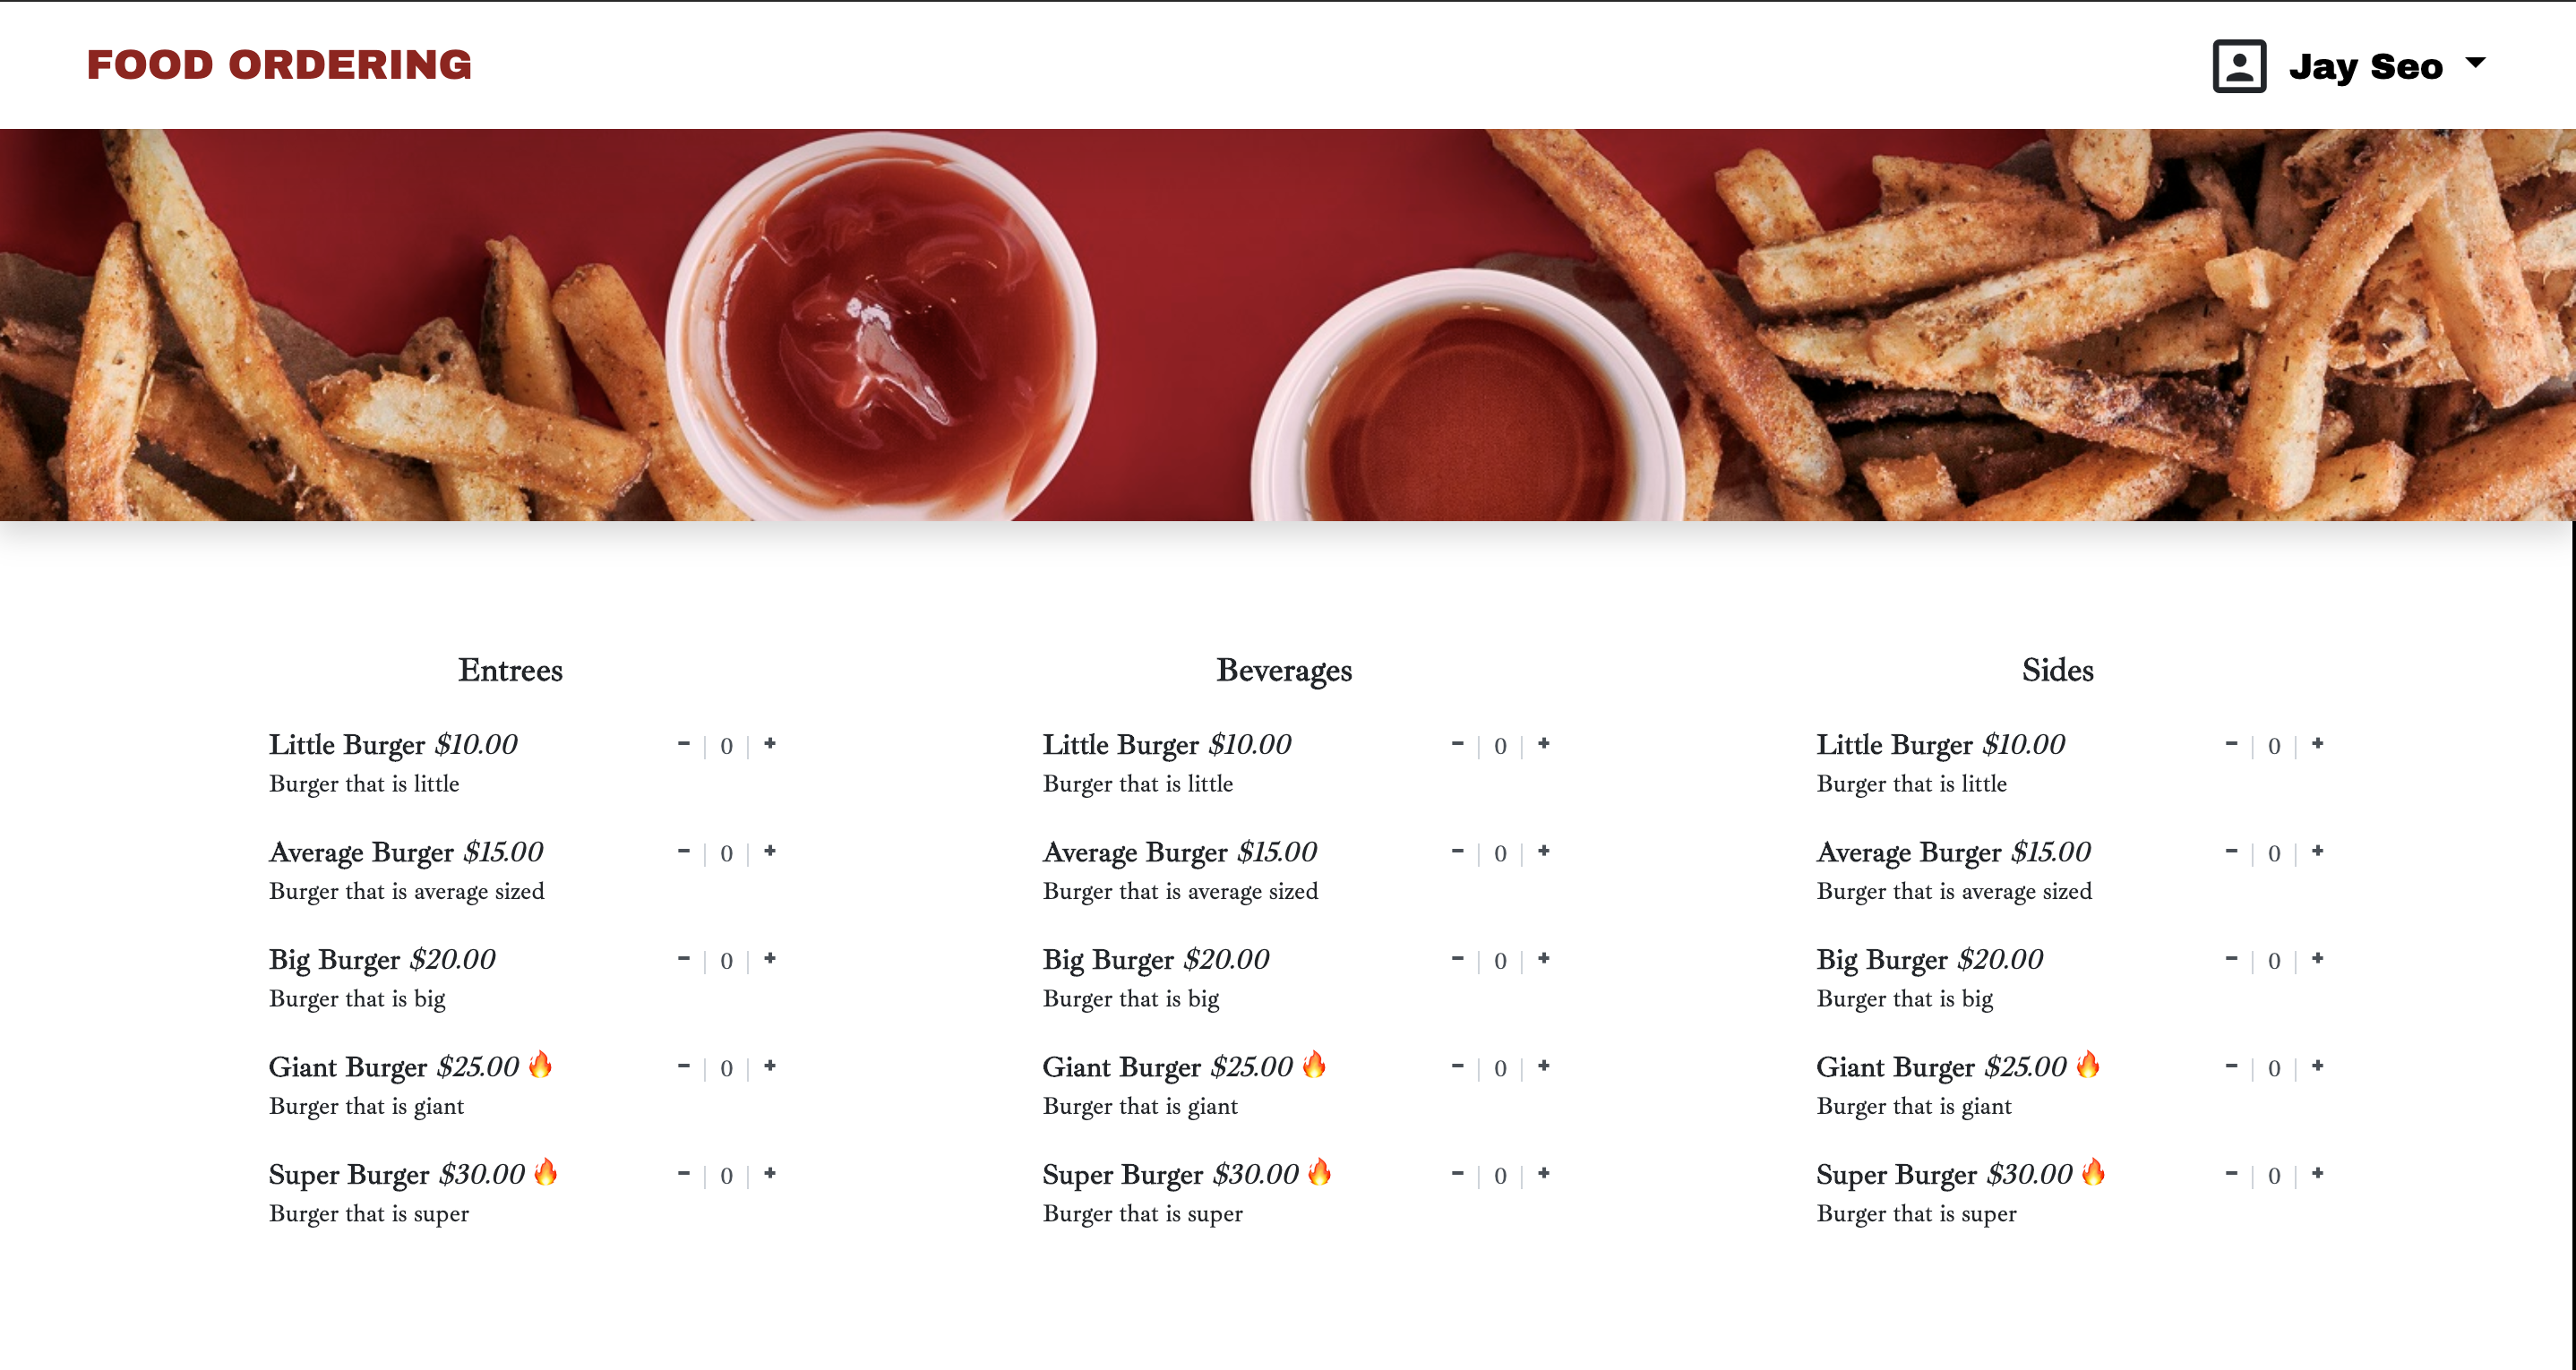 FOOD ORDERING
Jay Seo
Entrees
Little Burger $10.00 - | 0 | +
Burger that is little
Average Burger $15.00 - | 0 | +
Burger that is average sized
Big Burger $20.00 - | 0 | +
Burger that is big
Giant Burger $25.00 🔥 - | 0 | +
Burger that is giant
Super Burger $30.00 🔥 - | 0 | +
Burger that is super
Beverages
Little Burger $10.00 - | 0 | +
Burger that is little
Average Burger $15.00 - | 0 | +
Burger that is average sized
Big Burger $20.00 - | 0 | +
Burger that is big
Giant Burger $25.00 🔥 - | 0 | +
Burger that is giant
Super Burger $30.00 🔥 - | 0 | +
Burger that is super
Sides
Little Burger $10.00 - | 0 | +
Burger that is little
Average Burger $15.00 - | 0 | +
Burger that is average sized
Big Burger $20.00 - | 0 | +
Burger that is big
Giant Burger $25.00 🔥 - | 0 | +
Burger that is giant
Super Burger $30.00 🔥 - | 0 | +
Burger that is super